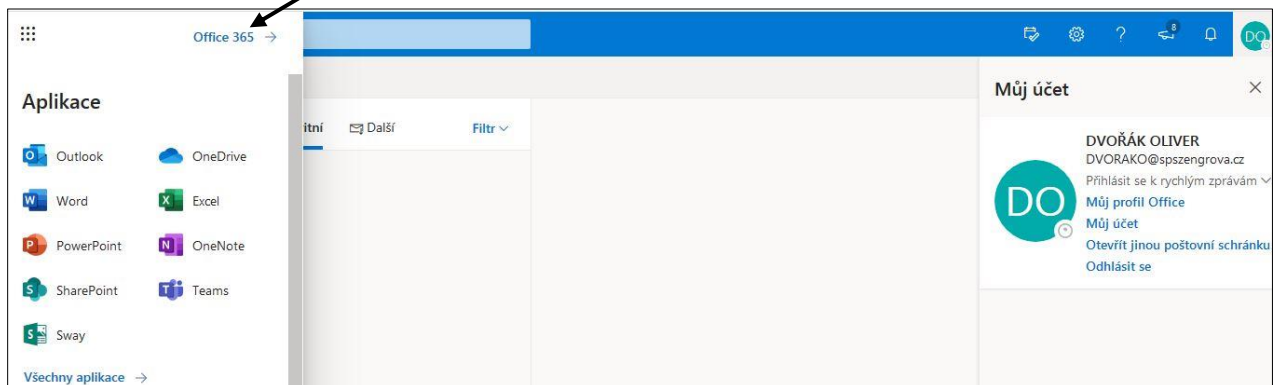 Office 365 →
8
DO
Aplikace
itní
Další
Filtr
Outlook
OneDrive
Word
Excel
PowerPoint
OneNote
SharePoint
Teams
Sway
Všechny aplikace →
Můj účet
DO
DVOŘÁK OLIVER
DVORAKO@spszengrova.cz
Přihlásit se k rychlým zprávám
Můj profil Office
Můj účet
Otevřít jinou poštovní schránku
Odhlásit se